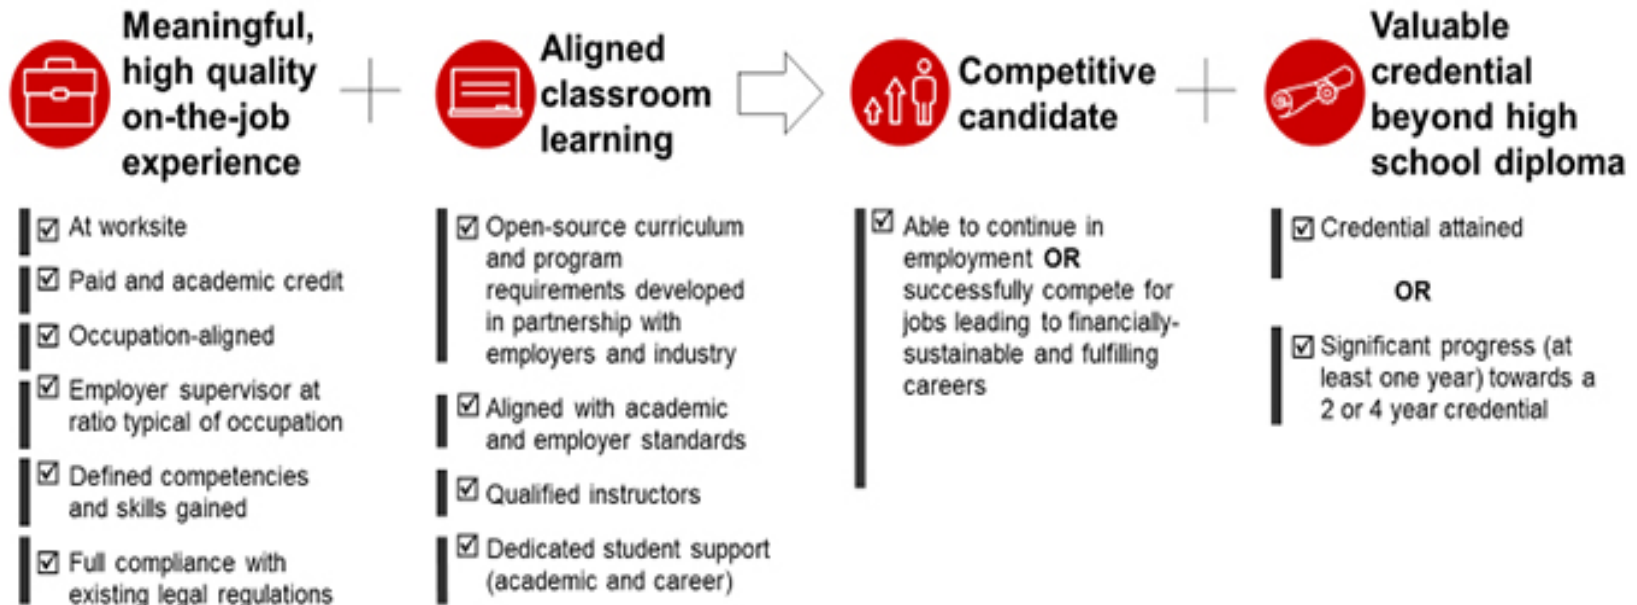 Meaningful,
high quality
on-the-job
experience
At worksite
Paid and academic credit
Occupation-aligned
Employer supervisor at
ratio typical of occupation
Defined competencies
and skills gained
Full compliance with
existing legal regulations
Aligned
classroom
learning
Open-source curriculum
and program
requirements developed
in partnership with
employers and industry
Aligned with academic
and employer standards
Qualified instructors
Dedicated student support
(academic and career)
Competitive
candidate
Able to continue in
employment OR
successfully compete for
jobs leading to financially-
sustainable and fulfilling
careers
Valuable
credential
beyond high
school diploma
Credential attained
OR
Significant progress (at
least one year) towards a
2 or 4 year credential